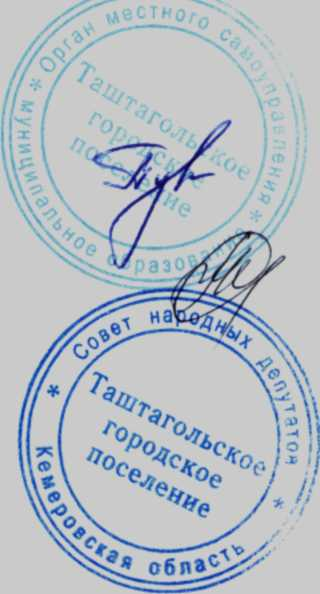 Орган местного самоуправления
* муниципальное образование *
Таштагольское
городское
поселение
Совет народных депутатов
* Кемеровская область *
Таштагольское
городское
поселение